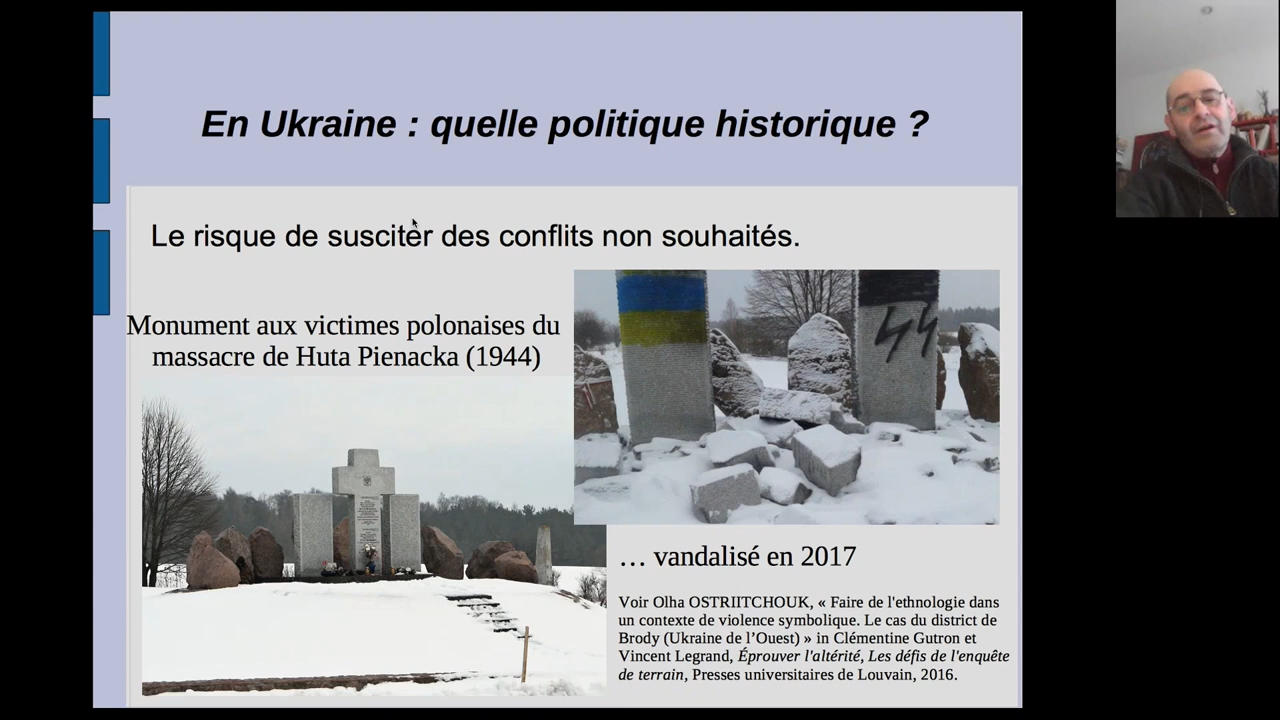 En Ukraine : quelle politique historique ?
Le risque de susciter des conflits non souhaités.
Monument aux victimes polonaises du
massacre de Huta Pienacka (1944)
… vandalisé en 2017
Voir Olha OSTRIITCHOUK, « Faire de l'ethnologie dans
un contexte de violence symbolique. Le cas du district de
Brody (Ukraine de l’Ouest) » in Clémentine Gutron et
Vincent Legrand, Éprouver l'altérité, Les défis de l'enquête
de terrain, Presses universitaires de Louvain, 2016.